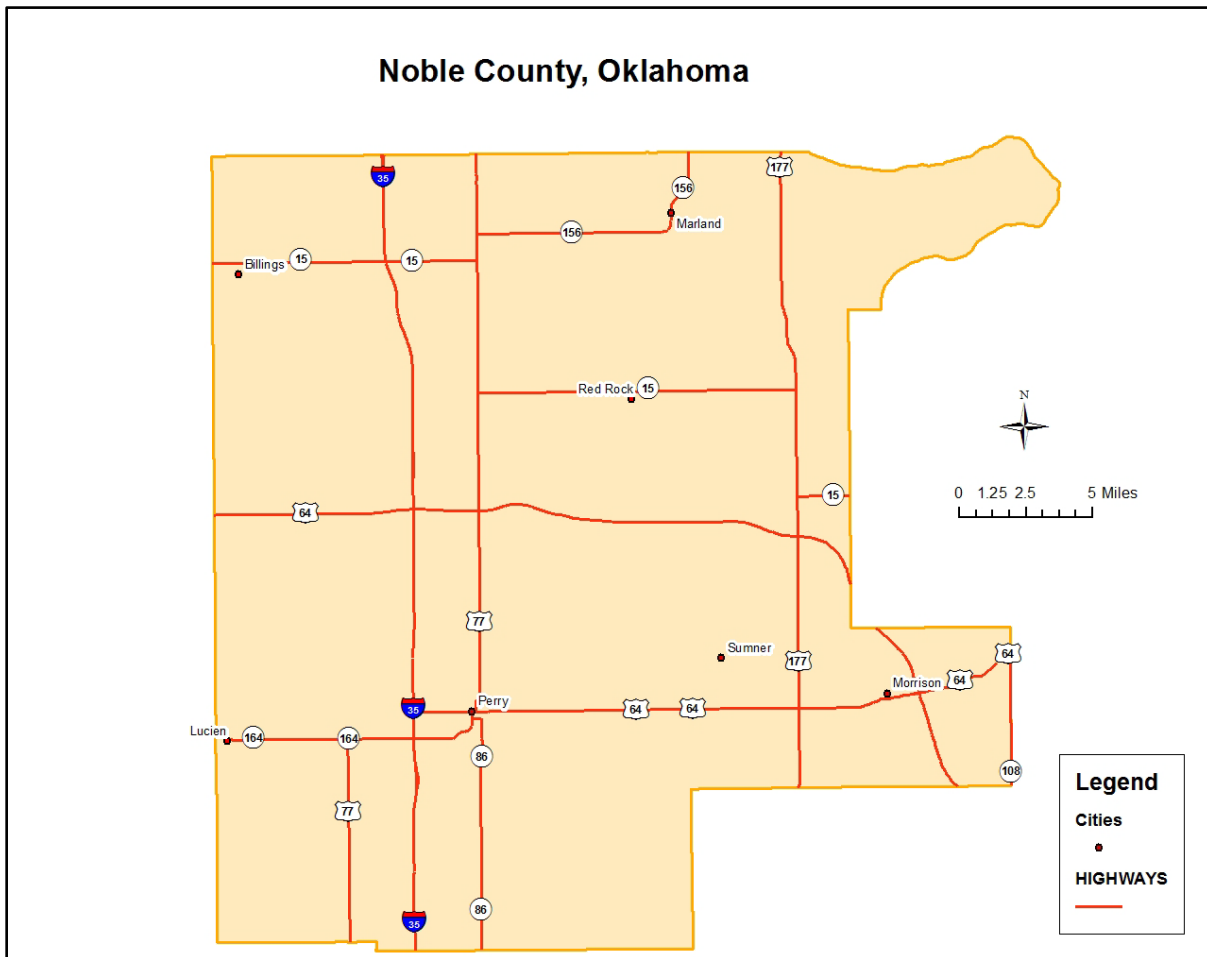 Noble County, Oklahoma
177
35
156
Marland
156
15
15
Billings
Red Rock
15
N
0 1.25 2.5 5 Miles
15
64
77
Sumner
64
177
64
Morrison
Perry
35
64
64
Lucien
164
164
86
108
77
86
35
Legend
Cities
HIGHWAYS